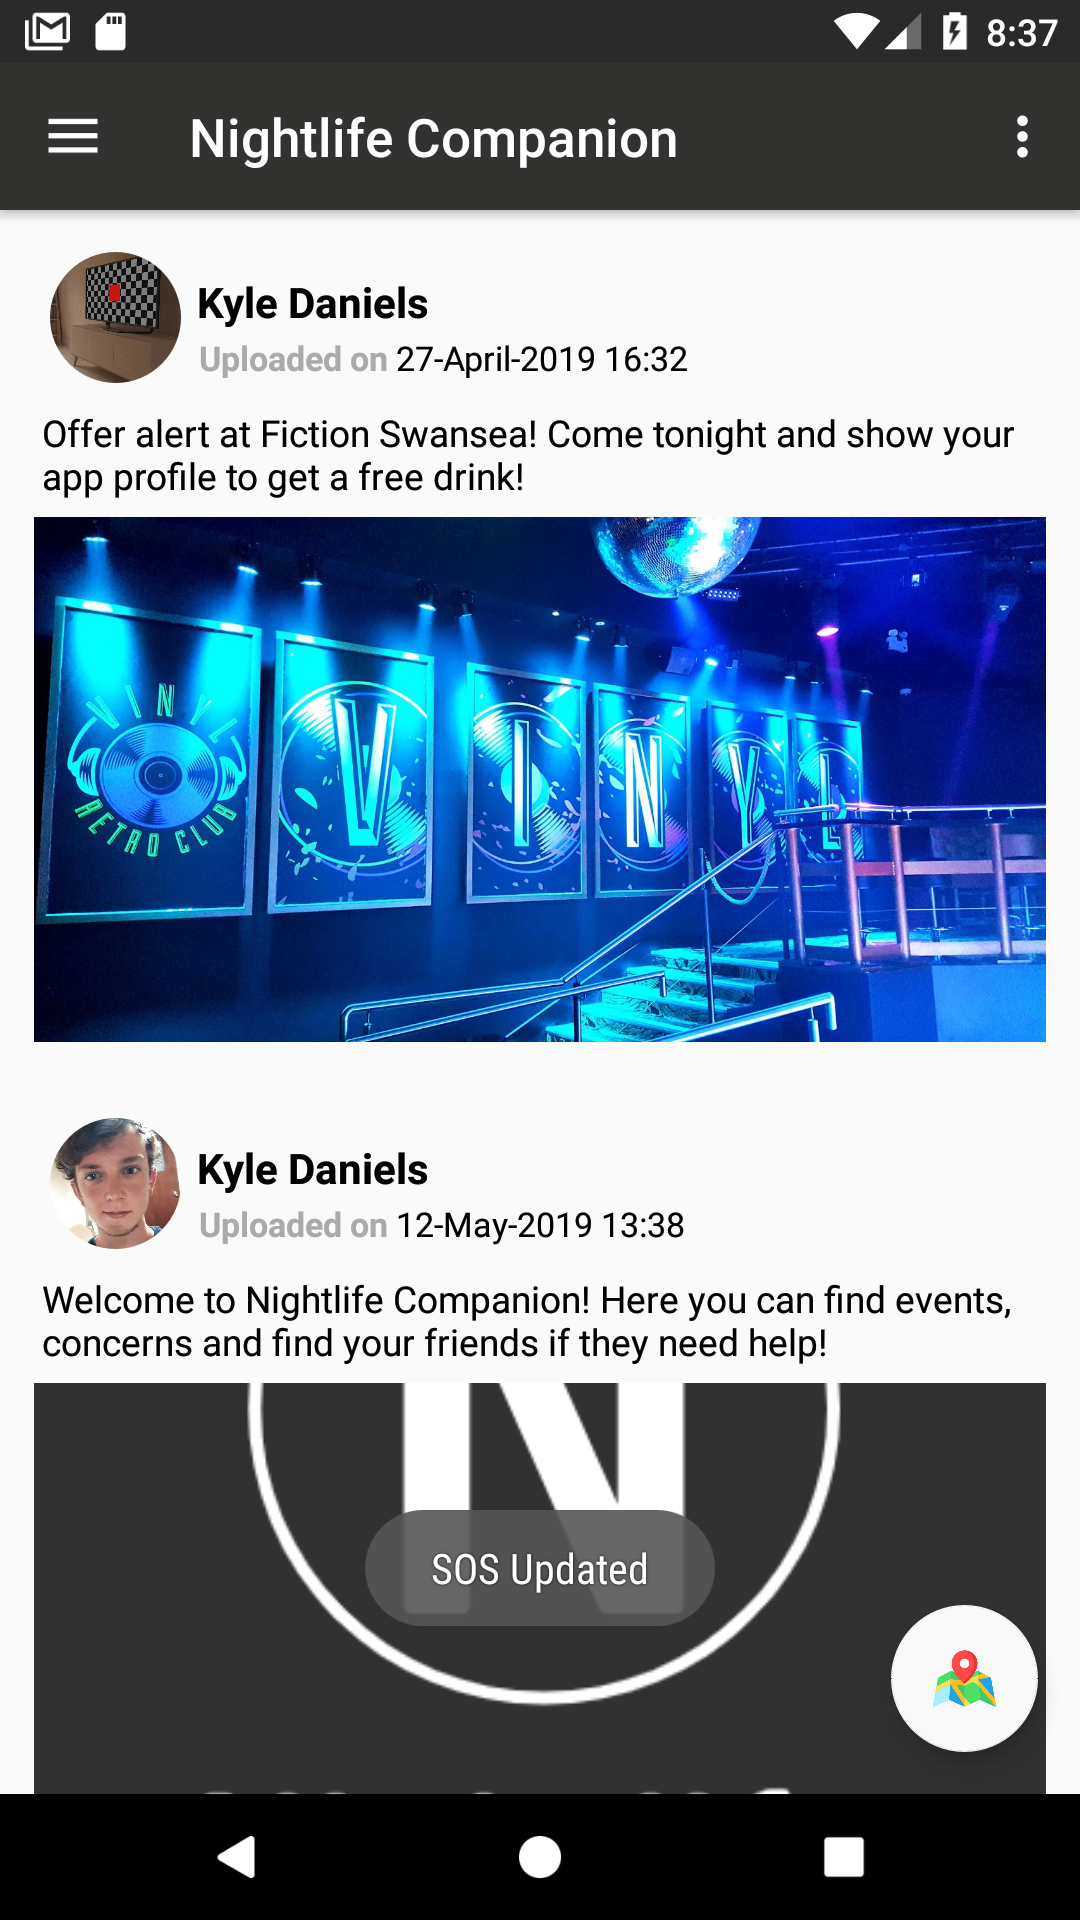 8:37
Nightlife Companion
Kyle Daniels
Uploaded on 27-April-2019 16:32
Offer alert at Fiction Swansea! Come tonight and show your
app profile to get a free drink!
VINYL
RETRO CLUB
V I N Y L
Kyle Daniels
Uploaded on 12-May-2019 13:38
Welcome to Nightlife Companion! Here you can find events,
concerns and find your friends if they need help!
N
SOS Updated